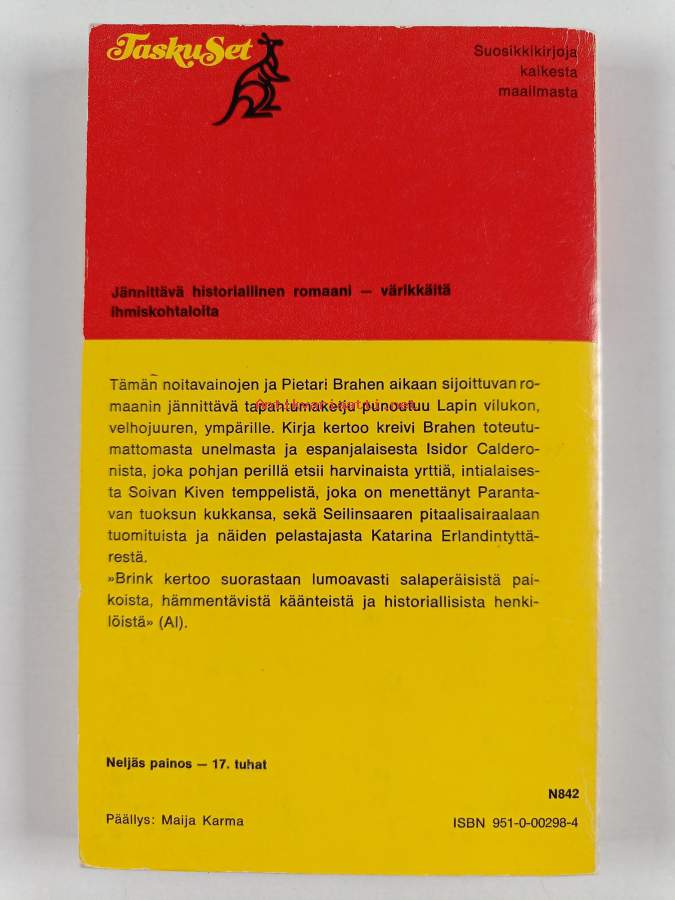 TaskuSet
Suosikkikirjoja
kaikesta
maailmasta
Jännittävä historiallinen romaani — värikkäitä
ihmiskohtaloita
Tämän noitavainojen ja Pietari Brahen aikaan sijoittuvan ro-
maanin jännittävä tapahtumaketju punoutuu Lapin vilukon,
Antikvariaatti.net
velhojuuren, ympärille. Kirja kertoo kreivi Brahen toteutu-
mattomasta unelmasta ja espanjalaisesta Isidor Caldero-
nista, joka pohjan perillä etsii harvinaista yrttiä, intialaises-
ta Soivan Kiven temppelistä, joka on menettänyt Paranta-
van tuoksun kukkansa, sekä Seilinsaaren pitaalisairaalaan
tuomituista ja näiden pelastajasta Katarina Erlandintyttä-
restä.
»Brink kertoo suorastaan lumoavasti salaperäisistä pai-
koista, hämmentävistä käänteistä ja historiallisista henki-
löistä» (AI).
Neljäs painos — 17. tuhat
N842
Päällys: Maija Karma
ISBN 951-0-00298-4